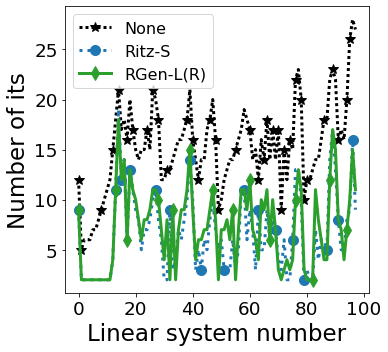 None
Ritz-S
RGen-L(R)
Number of its
25
20
15
10
5
0
20
40
60
80
100
Linear system number